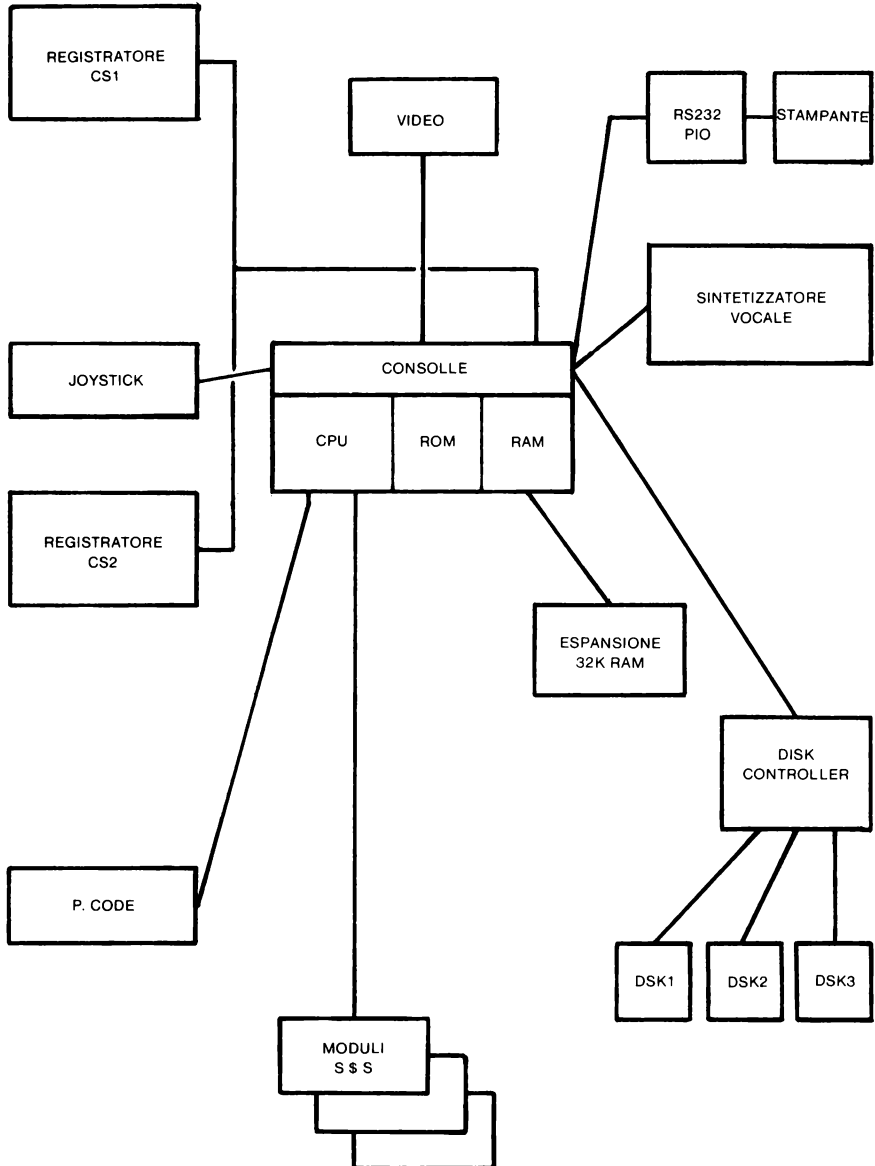 REGISTRATORE
CS1
VIDEO
RS232
PIO
STAMPANTE
SINTETIZZATORE
VOCALE
JOYSTICK
CONSOLLE
CPU
ROM
RAM
REGISTRATORE
CS2
ESPANSIONE
32K RAM
DISK
CONTROLLER
P. CODE
DSK1
DSK2
DSK3
MODULI
S $ S